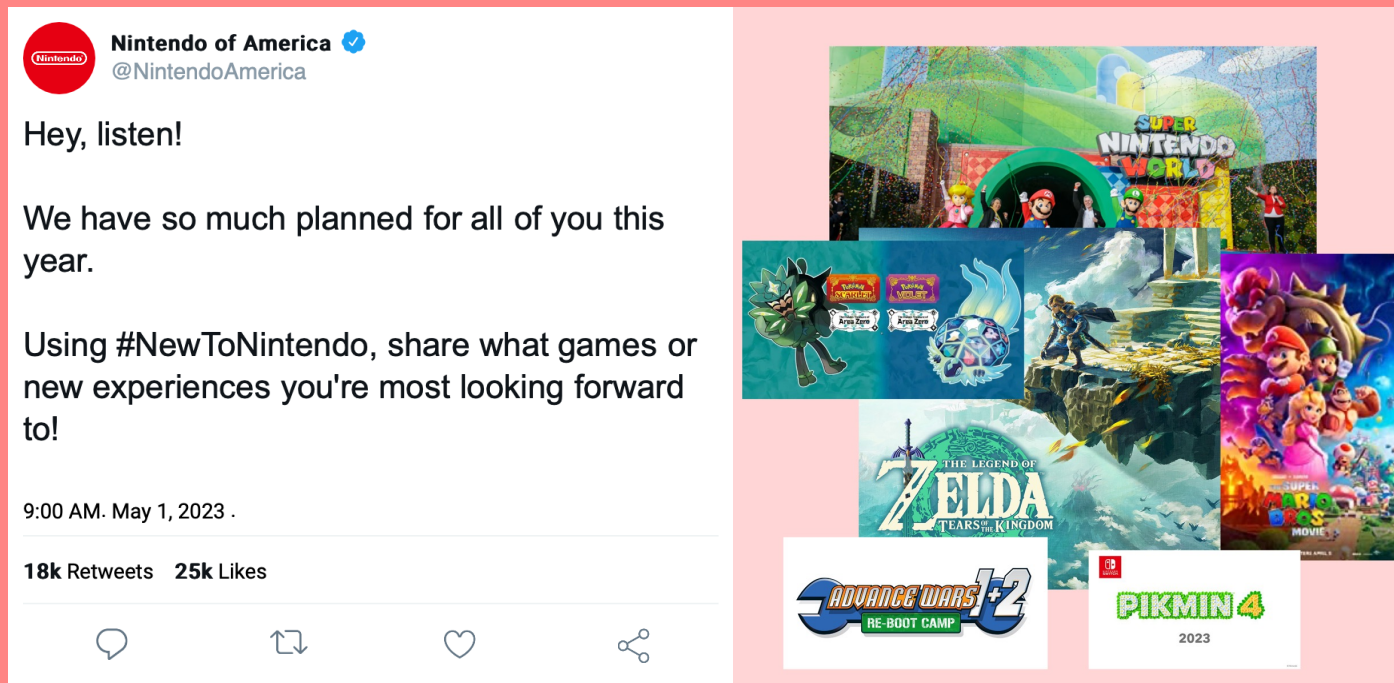 Nintendo
Nintendo of America
@NintendoAmerica
Hey, listen!
We have so much planned for all of you this
year.
Using #NewToNintendo, share what games or
new experiences you're most looking forward
to!
9:00 AM. May 1, 2023 .
18k Retweets 25k Likes
SUPER
NINTENDO
WORLD
Pokémon Pokémon
SCARLET VIOLET
Area Zero Area Zero
THE LEGEND OF
ZELDA
TEARS OF THE KINGDOM
THE SUPER
MARIO
BROS
MOVIE
ADVANCE WARS 1+2
RE-BOOT CAMP
PIKMIN 4
2023